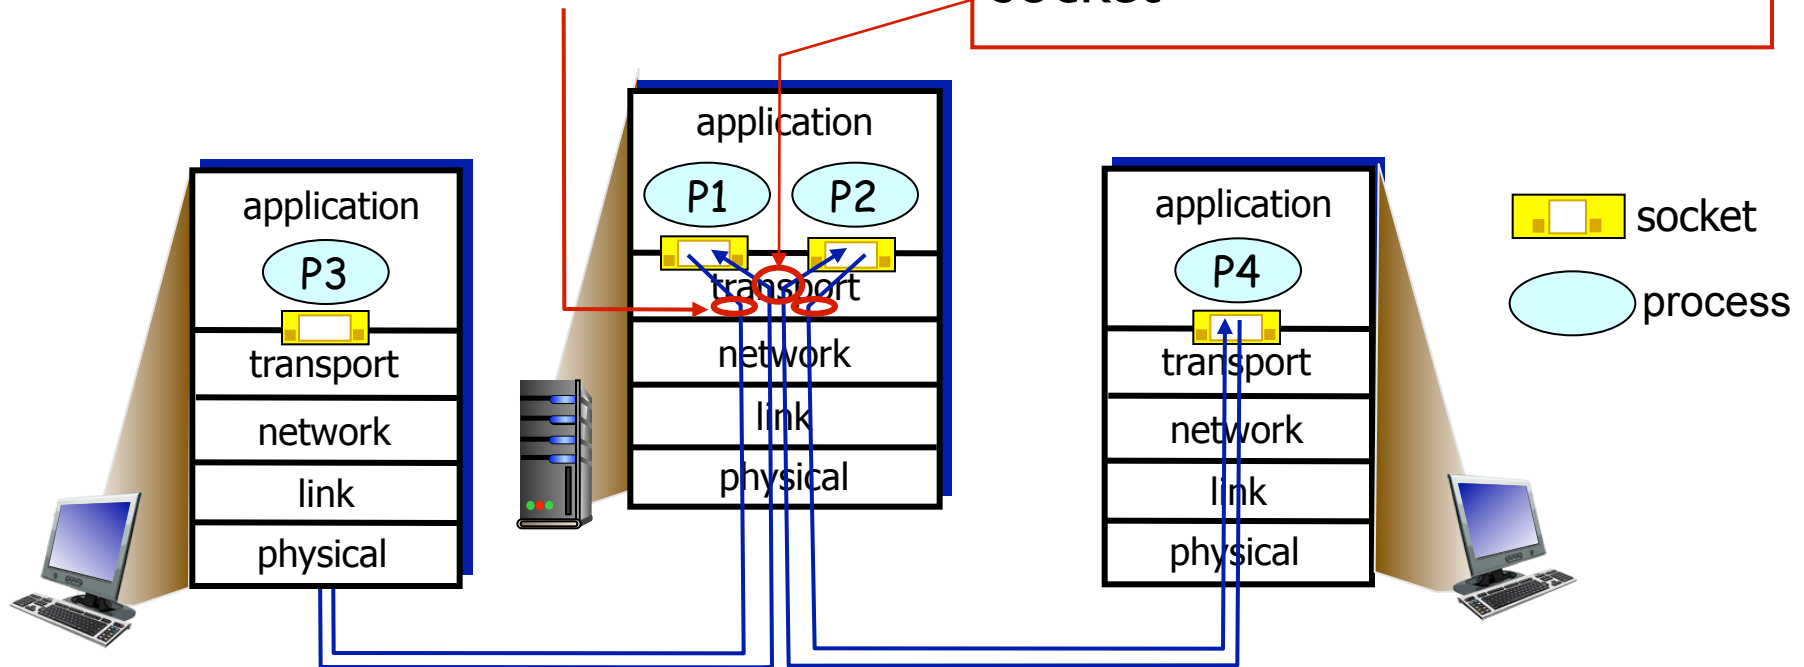 socket
application
P1 P2
transport
network
link
physical
application
P3
transport
network
link
physical
application
P4
transport
network
link
physical
socket
process